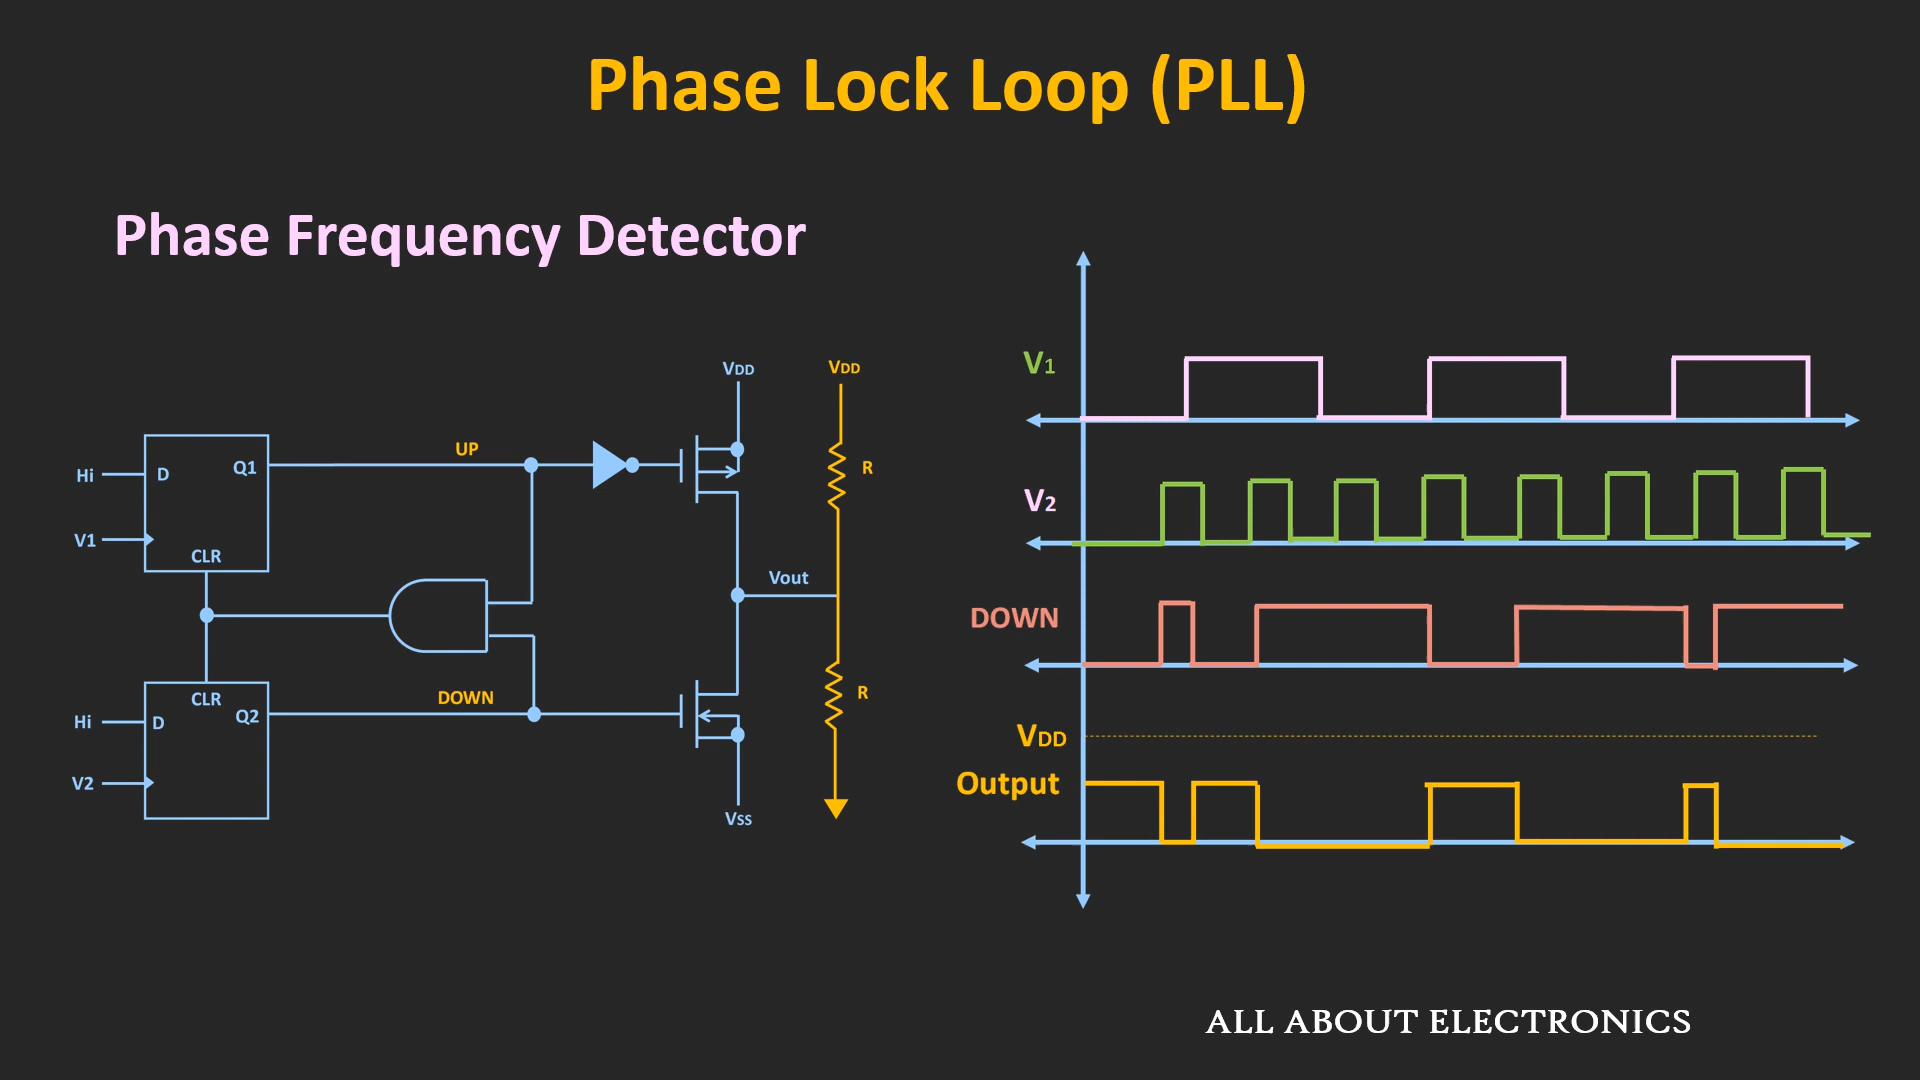 Phase Lock Loop (PLL)
Phase Frequency Detector
VDD
VDD
UP
Q1
Hi
D
R
V1
CLR
Vout
CLR
DOWN
Q2
Hi
D
R
V2
VSS
V1
V2
DOWN
VDD
Output
ALL ABOUT ELECTRONICS